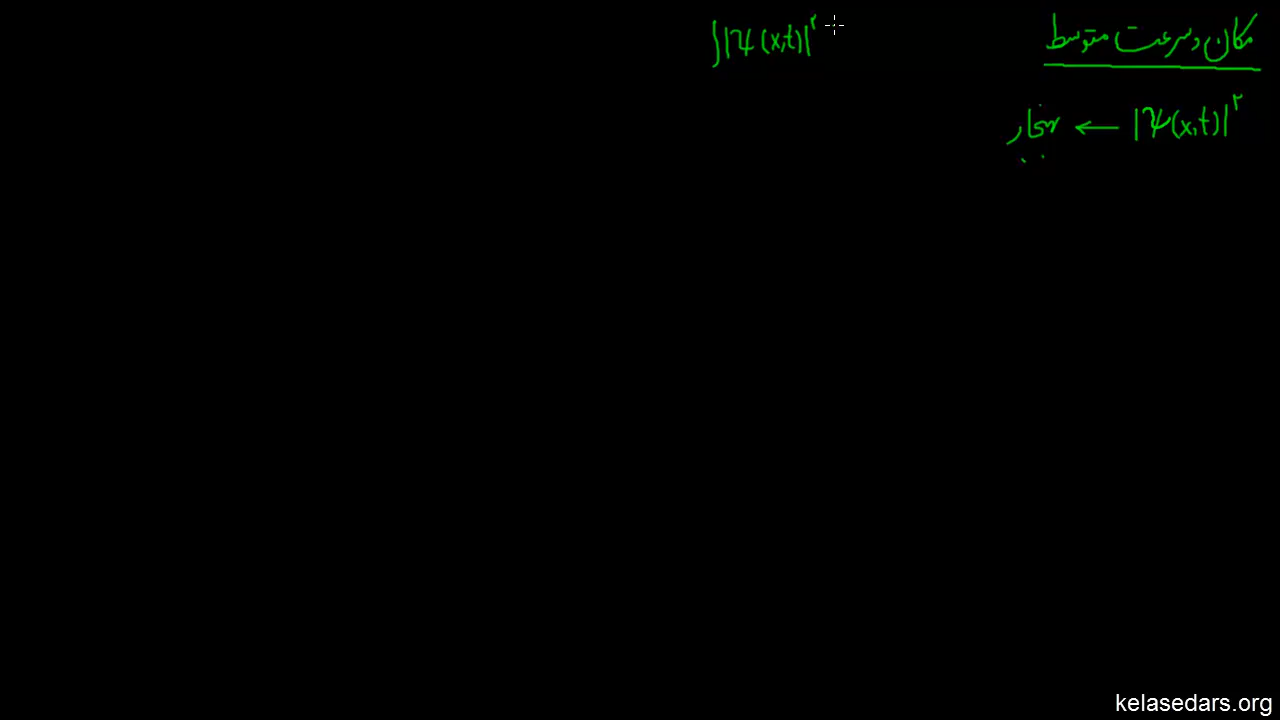 مکان و سرعت متوسط
|ψ(x,t)|² → بهنجار
∫|ψ(x,t)|²
kelasedars.org